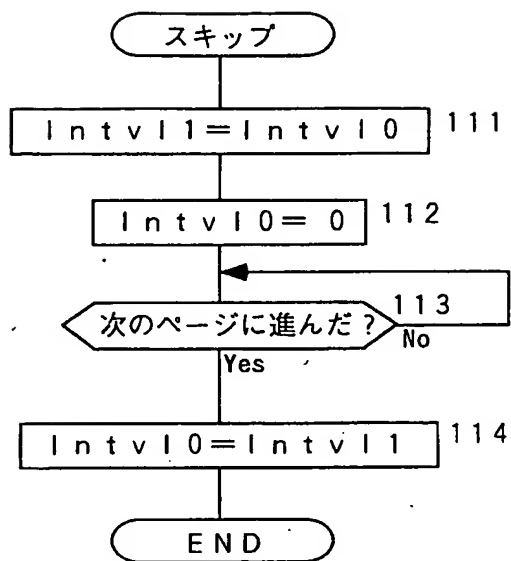 スキップ
Intvl1=Intvl0 111
Intvl0=0 112
次のページに進んだ? 113
No
Yes
Intvl0=Intvl1 114
END